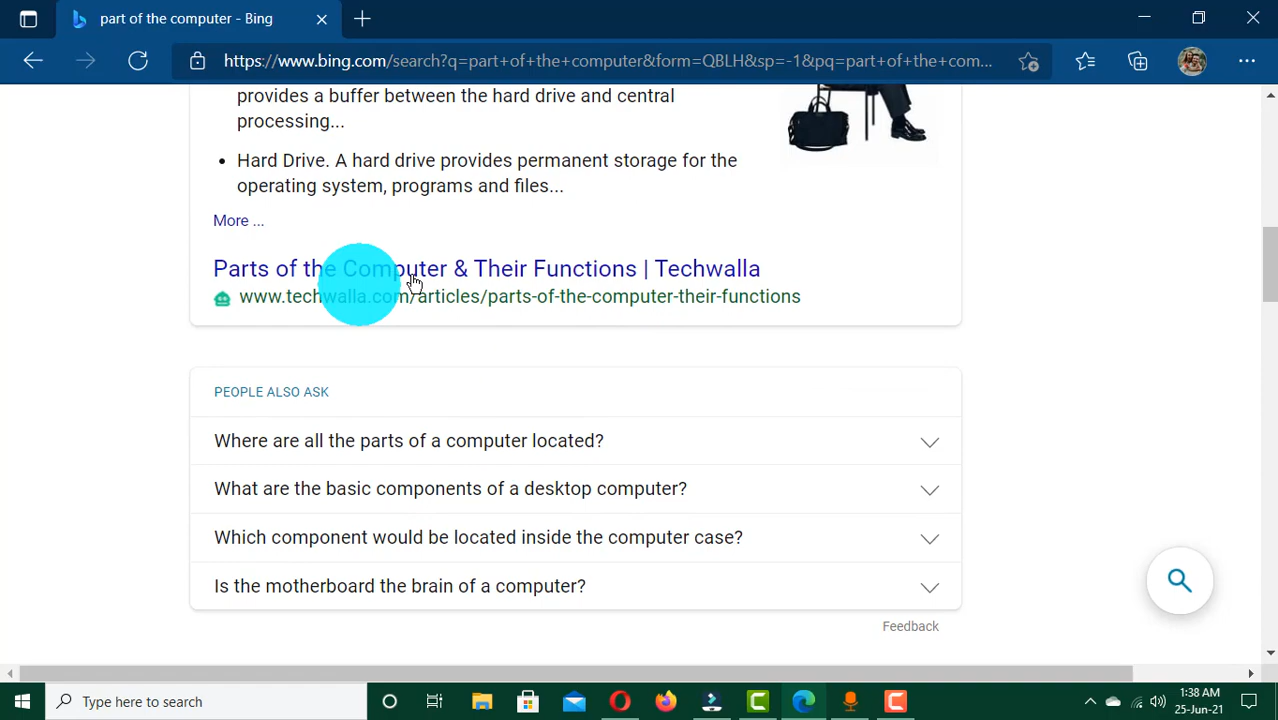 part of the computer - Bing
https://www.bing.com/search?q=part+of+the+computer&form=QBLH&sp=-1&pq=part+of+the+com...
provides a buffer between the hard drive and central
processing...
• Hard Drive. A hard drive provides permanent storage for the
operating system, programs and files...
More ...
Parts of the Computer & Their Functions | Techwalla
www.techwalla.com/articles/parts-of-the-computer-their-functions
PEOPLE ALSO ASK
Where are all the parts of a computer located?
What are the basic components of a desktop computer?
Which component would be located inside the computer case?
Is the motherboard the brain of a computer?
Feedback
Type here to search
1:38 AM
25-Jun-21